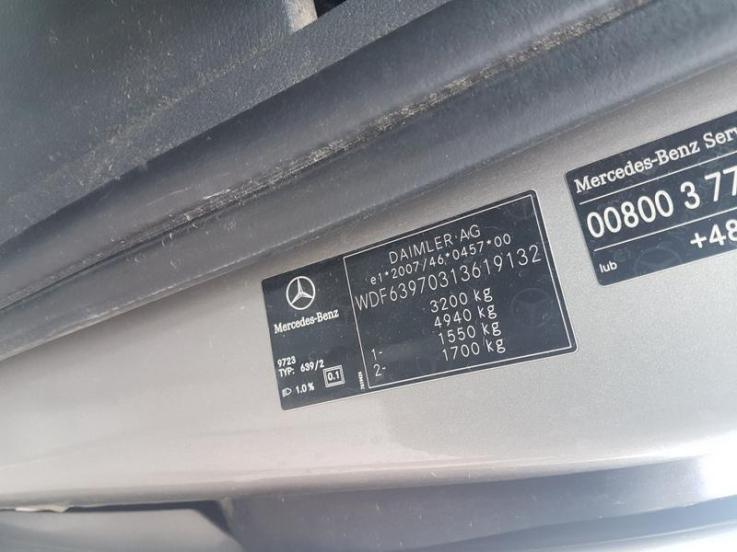 Mercedes-Benz
9723
TYP: 639/2
1.0 %
0.1
DAIMLER AG
e1*2007/46*0457*00
WDF63970313619132
3200 kg
4940 kg
1- 1550 kg
2- 1700 kg
Mercedes-Benz Serv
00800 3 77
lub +48